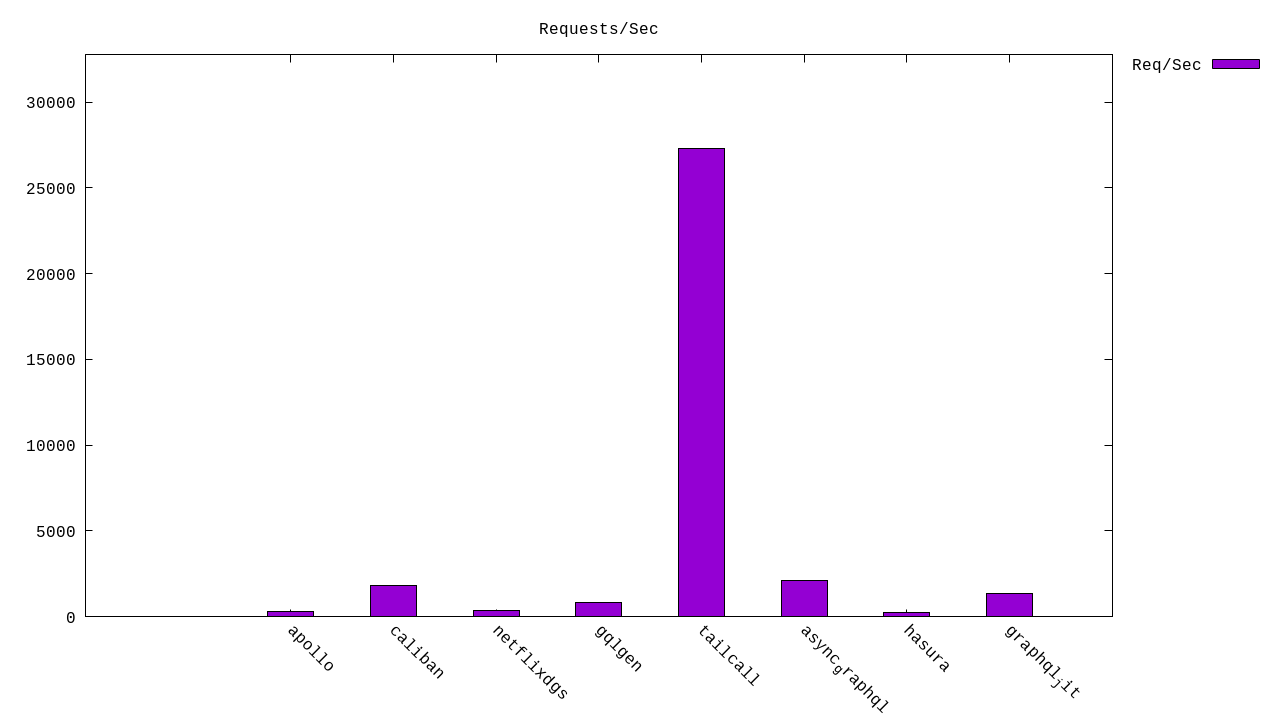 Requests/Sec
Req/Sec
30000
25000
20000
15000
10000
5000
0
apollo
caliban
netflixdgs
gqlgen
tailcall
async_graphql
hasura
graphql_jit